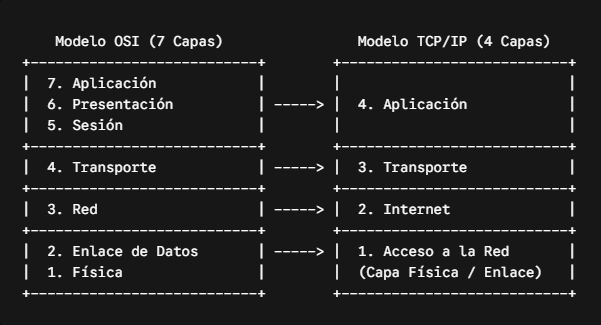 Modelo OSI (7 Capas) Modelo TCP/IP (4 Capas)
+---------------------------+ +---------------------------+
| 7. Aplicación | | |
| 6. Presentación | -----> | 4. Aplicación |
| 5. Sesión | | |
+---------------------------+ +---------------------------+
| 4. Transporte | -----> | 3. Transporte |
+---------------------------+ +---------------------------+
| 3. Red | -----> | 2. Internet |
+---------------------------+ +---------------------------+
| 2. Enlace de Datos | -----> | 1. Acceso a la Red |
| 1. Física | | (Capa Física / Enlace) |
+---------------------------+ +---------------------------+